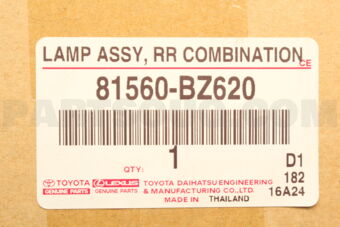 LAMP ASSY, RR COMBINATION
CE
81560-BZ620
QTY:
1
D1
182
16A24
TOYOTA
GENUINE PARTS
LEXUS
GENUINE PARTS
TOYOTA DAIHATSU ENGINEERING
& MANUFACTURING CO.,LTD.
MADE IN THAILAND